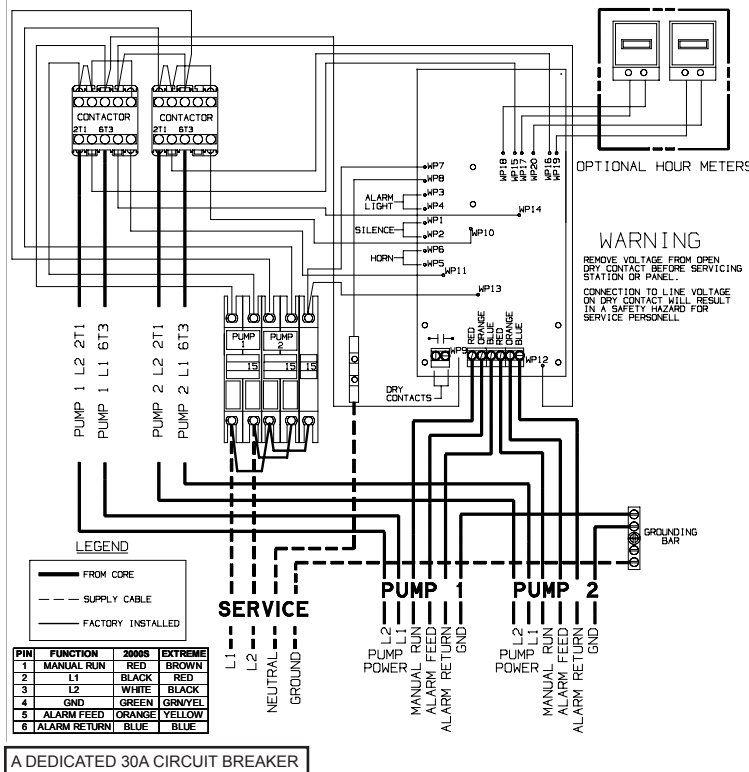 CONTACTOR
2T1 6T3
CONTACTOR
2T1 6T3
WP18
WP15
WP17
WP20
WP16
WP19
OPTIONAL HOUR METERS
WP7
WP8
WP3
WP4
ALARM
LIGHT
WP1
WP2
SILENCE
WP6
WP5
HORN
WP14
WP10
WP11
WP13
WARNING
REMOVE VOLTAGE FROM OPEN
DRY CONTACT BEFORE SERVICING
STATION OR PANEL.
CONNECTION TO LINE VOLTAGE
ON DRY CONTACT WILL RESULT
IN A SAFETY HAZARD FOR
SERVICE PERSONELL
PUMP 1 L2 2T1
PUMP 1 L1 6T3
PUMP 2 L2 2T1
PUMP 2 L1 6T3
PUMP
1
PUMP
2
15
15
15
RED
ORANGE
BLUE
RED
ORANGE
BLUE
WP9
WP12
DRY
CONTACTS
GROUNDING
BAR
LEGEND
FROM CORE
SUPPLY CABLE
FACTORY INSTALLED
SERVICE
L1
L2
NEUTRAL
GROUND
PUMP 1
L2
L1
PUMP
POWER
MANUAL RUN
ALARM FEED
ALARM RETURN
GND
PUMP 2
L2
L1
PUMP
POWER
MANUAL RUN
ALARM FEED
ALARM RETURN
GND
PIN FUNCTION 2000S EXTREME
1 MANUAL RUN RED BROWN
2 L1 BLACK RED
3 L2 WHITE BLACK
4 GND GREEN GRN/YEL
5 ALARM FEED ORANGE YELLOW
6 ALARM RETURN BLUE BLUE
A DEDICATED 30A CIRCUIT BREAKER